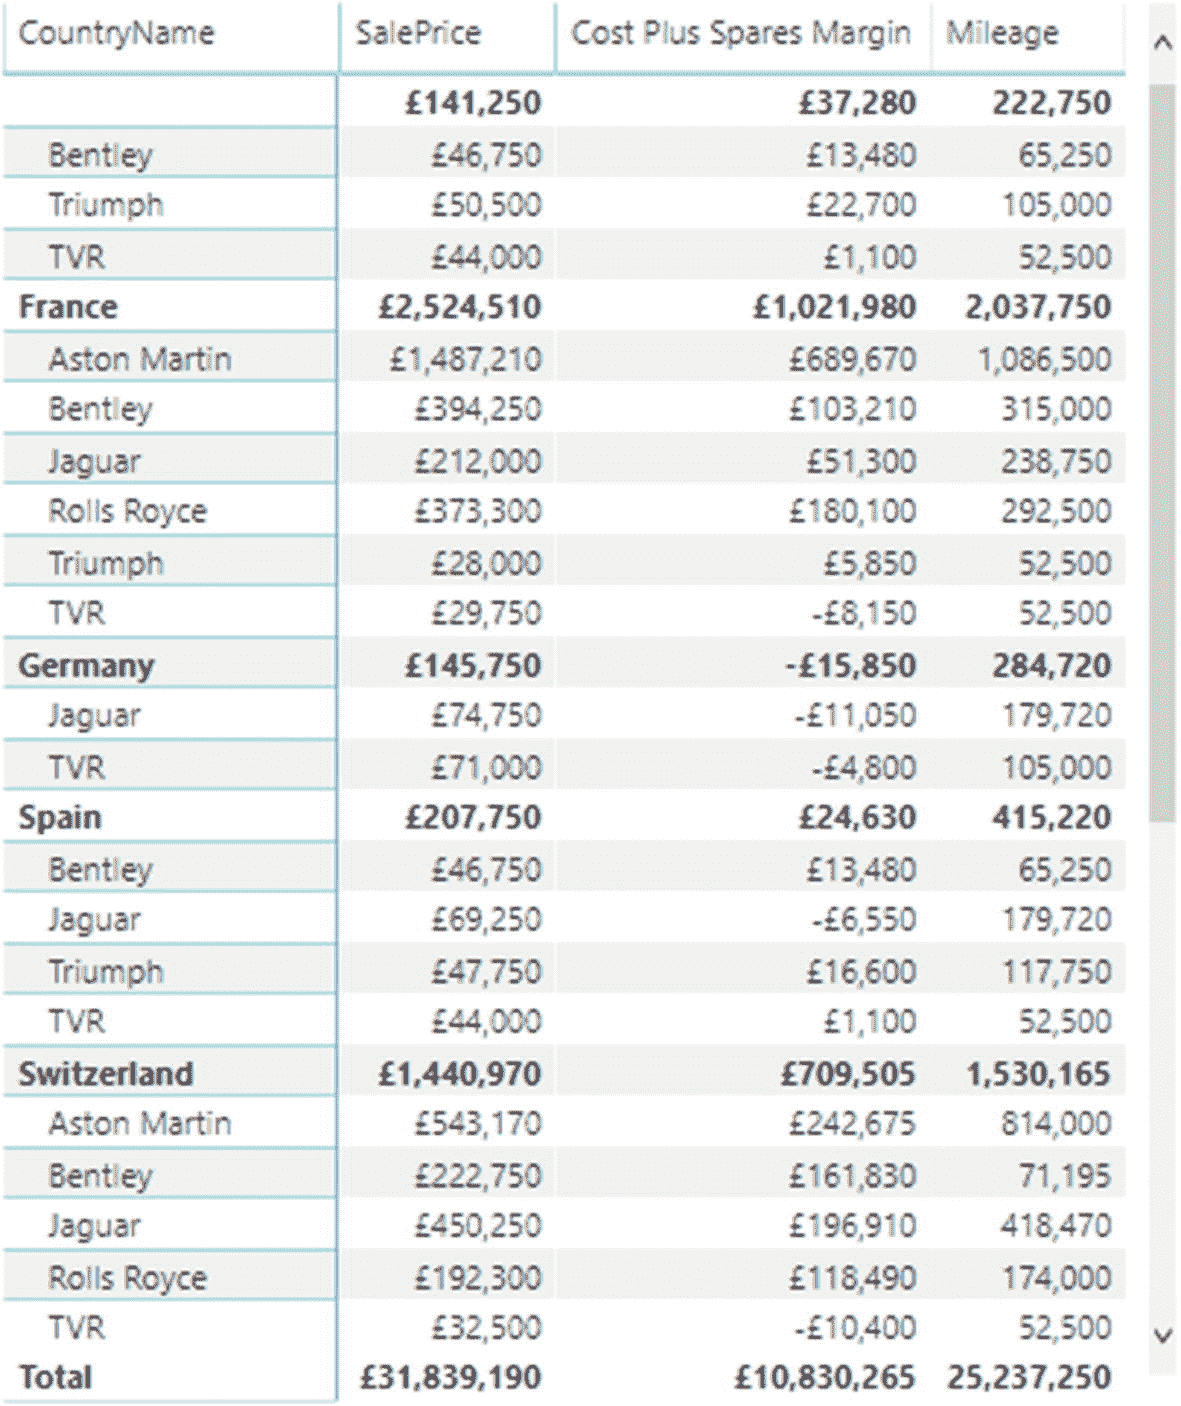 CountryName SalePrice Cost Plus Spares Margin Mileage
£141,250 £37,280 222,750
Bentley £46,750 £13,480 65,250
Triumph £50,500 £22,700 105,000
TVR £44,000 £1,100 52,500
France £2,524,510 £1,021,980 2,037,750
Aston Martin £1,487,210 £689,670 1,086,500
Bentley £394,250 £103,210 315,000
Jaguar £212,000 £51,300 238,750
Rolls Royce £373,300 £180,100 292,500
Triumph £28,000 £5,850 52,500
TVR £29,750 -£8,150 52,500
Germany £145,750 -£15,850 284,720
Jaguar £74,750 -£11,050 179,720
TVR £71,000 -£4,800 105,000
Spain £207,750 £24,630 415,220
Bentley £46,750 £13,480 65,250
Jaguar £69,250 -£6,550 179,720
Triumph £47,750 £16,600 117,750
TVR £44,000 £1,100 52,500
Switzerland £1,440,970 £709,505 1,530,165
Aston Martin £543,170 £242,675 814,000
Bentley £222,750 £161,830 71,195
Jaguar £450,250 £196,910 418,470
Rolls Royce £192,300 £118,490 174,000
TVR £32,500 -£10,400 52,500
Total £31,839,190 £10,830,265 25,237,250